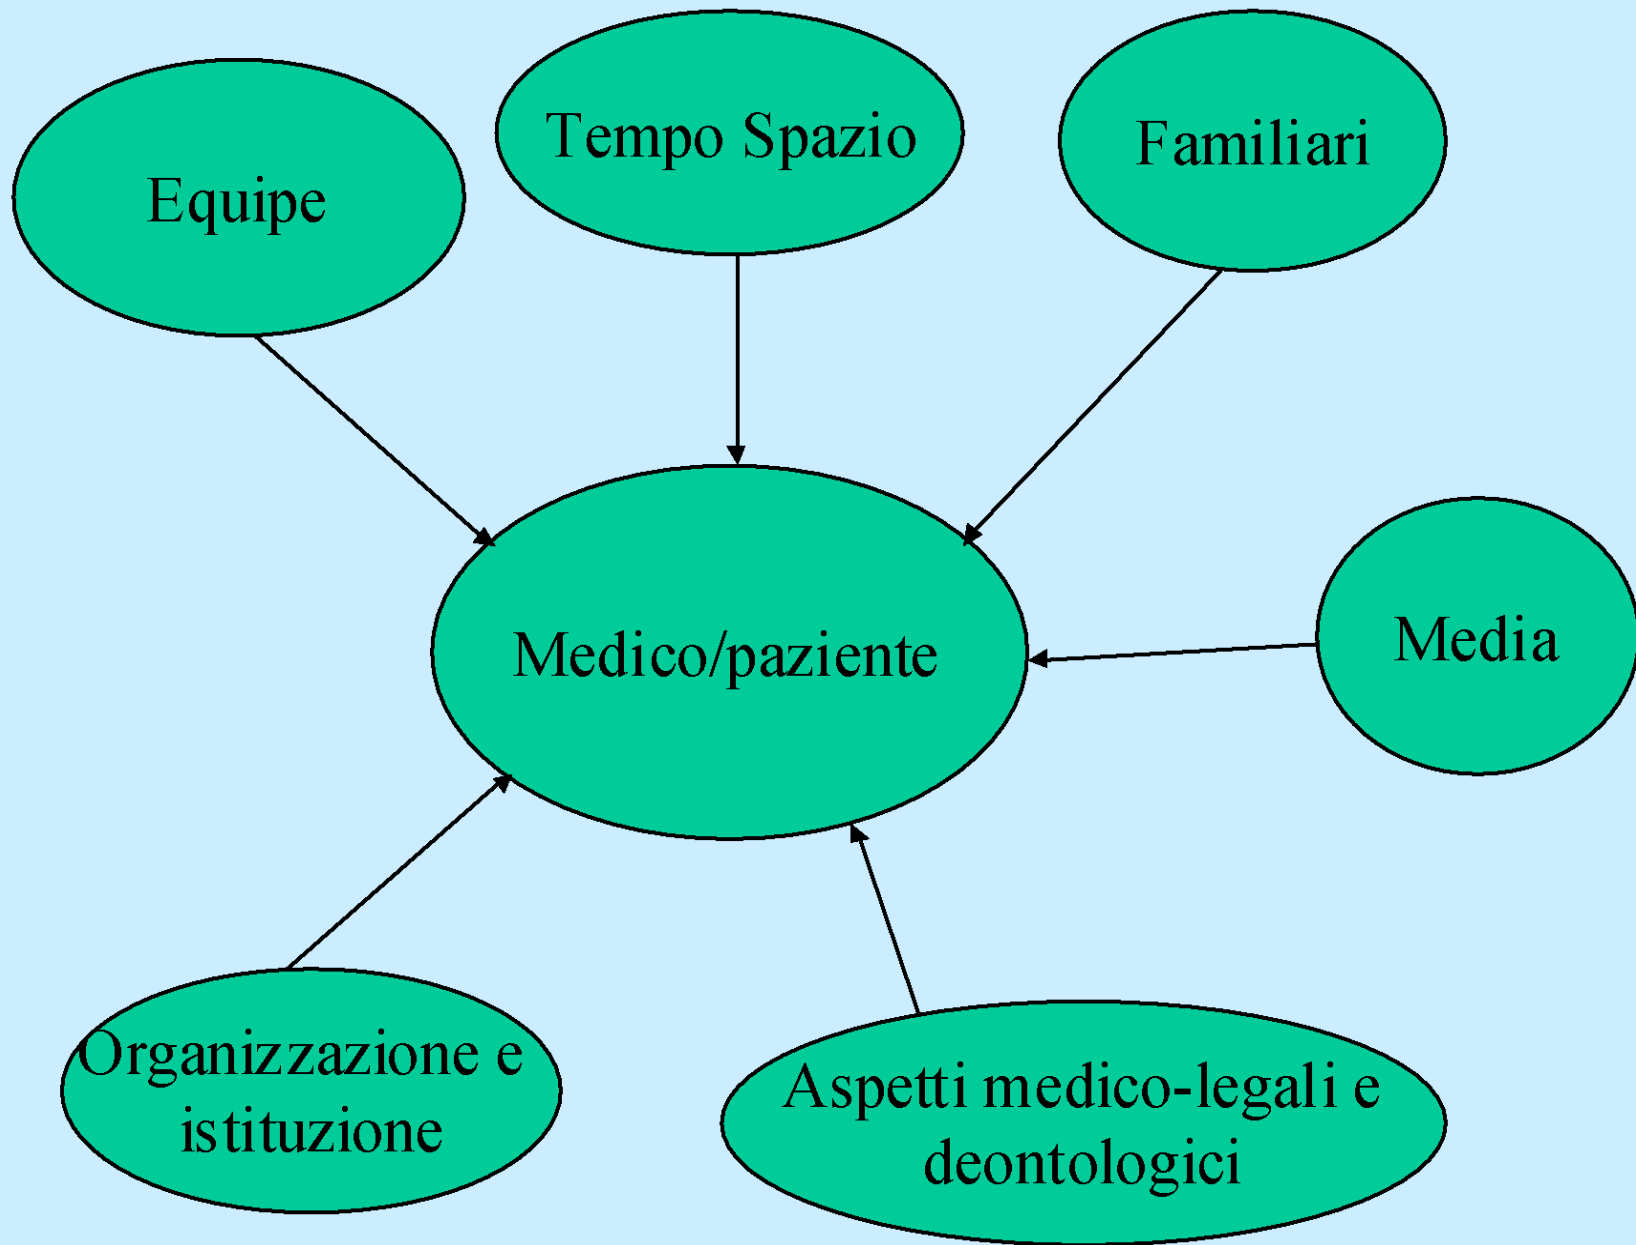 Equipe
Tempo Spazio
Familiari
Medico/paziente
Media
Organizzazione e
istituzione
Aspetti medico-legali e
deontologici